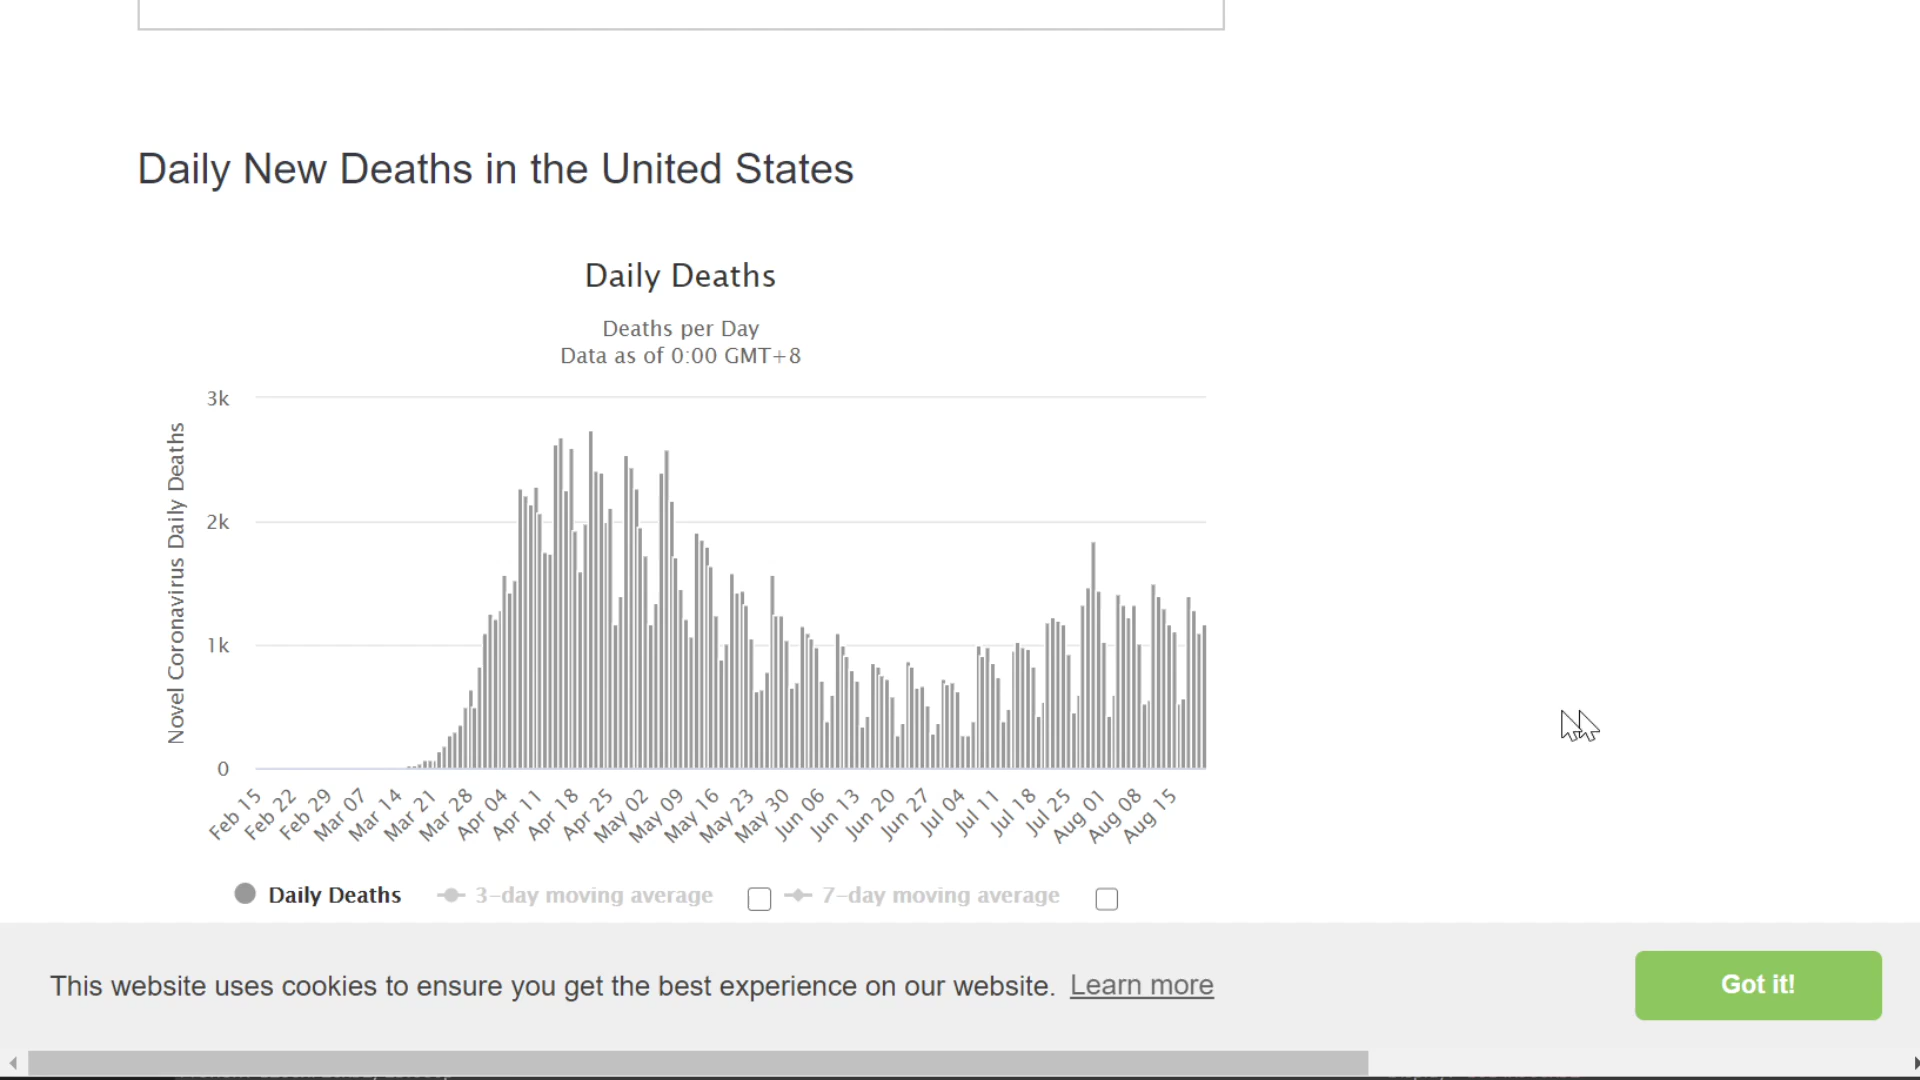 Daily New Deaths in the United States
Daily Deaths
Deaths per Day
Data as of 0:00 GMT+8
Novel Coronavirus Daily Deaths
3k
2k
1k
0
Feb 15
Feb 22
Feb 29
Mar 07
Mar 14
Mar 21
Mar 28
Apr 04
Apr 11
Apr 18
Apr 25
May 02
May 09
May 16
May 23
May 30
Jun 06
Jun 13
Jun 20
Jun 27
Jul 04
Jul 11
Jul 18
Jul 25
Aug 01
Aug 08
Aug 15
Daily Deaths 3-day moving average 7-day moving average
This website uses cookies to ensure you get the best experience on our website. Learn more
Got it!